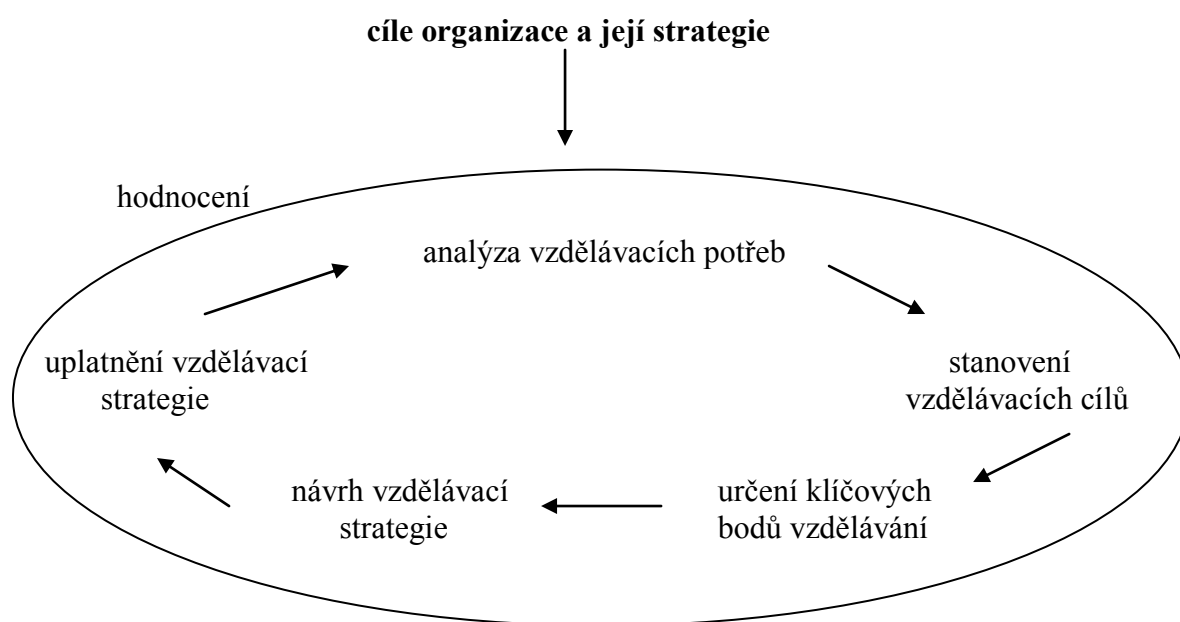 cíle organizace a její strategie
hodnocení
analýza vzdělávacích potřeb
uplatnění vzdělávací
strategie
stanovení
vzdělávacích cílů
návrh vzdělávací
strategie
určení klíčových
bodů vzdělávání